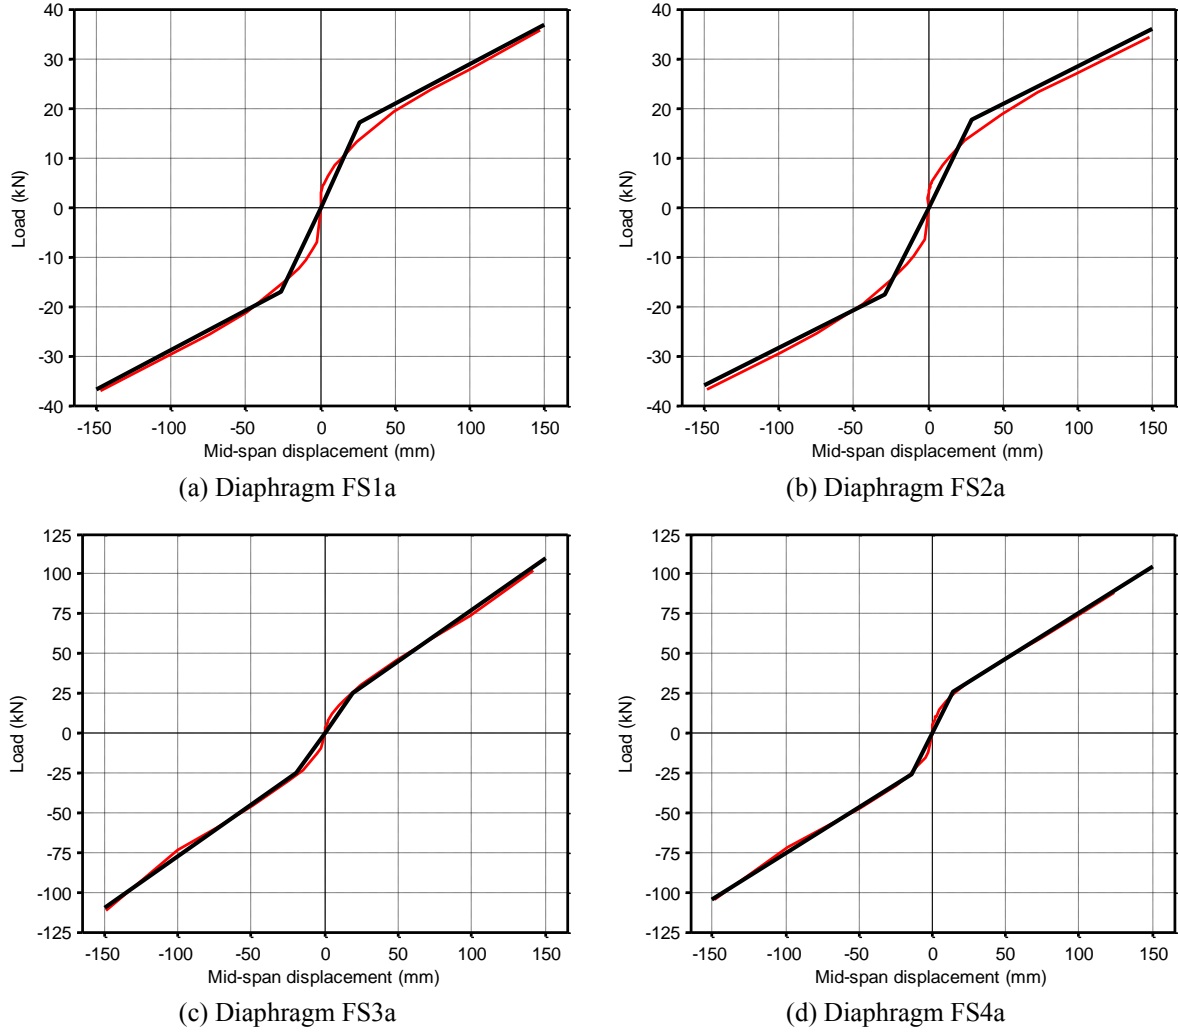 40
30
20
10
0
-10
-20
-30
-40
Load (kN)
-150 -100 -50 0 50 100 150
Mid-span displacement (mm)
(a) Diaphragm FS1a
40
30
20
10
0
-10
-20
-30
-40
Load (kN)
-150 -100 -50 0 50 100 150
Mid-span displacement (mm)
(b) Diaphragm FS2a
125
100
75
50
25
0
-25
-50
-75
-100
-125
Load (kN)
-150 -100 -50 0 50 100 150
Mid-span displacement (mm)
(c) Diaphragm FS3a
125
100
75
50
25
0
-25
-50
-75
-100
-125
Load (kN)
-150 -100 -50 0 50 100 150
Mid-span displacement (mm)
(d) Diaphragm FS4a